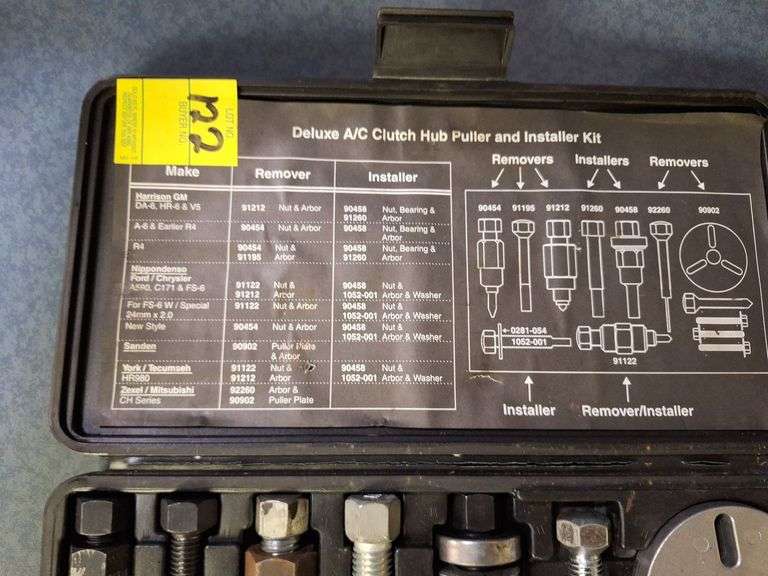 LOT NO.
BUYER NO.
122
Deluxe A/C Clutch Hub Puller and Installer Kit
Make Remover Installer
Harrison GM
DA-6, HR-6 & V5 91212 Nut & Arbor 90458 Nut, Bearing &
91260 Arbor
A-6 & Earlier R4 90454 Nut & Arbor 90458 Nut, Bearing &
Arbor
R4 90454 Nut & 90458 Nut, Bearing &
91195 Arbor 91260 Arbor
Nippondenso
Ford / Chrysler
A590, C171 & FS-6 91122 Nut & 90458 Nut &
91212 Arbor 1052-001 Arbor & Washer
For FS-6 W / Special 91122 Nut & Arbor 90458 Nut &
24mm x 2.0 1052-001 Arbor & Washer
New Style 90454 Nut & Arbor 90458 Nut &
1052-001 Arbor & Washer
Sanden 90902 Puller Plate
& Arbor
York / Tecumseh 91122 Nut & 90458 Nut &
HR980 91212 Arbor 1052-001 Arbor & Washer
Zexel / Mitsubishi 92260 Arbor &
CH Series 90902 Puller Plate
Removers Installers Removers
90454 91195 91212 91260 90458 92260 90902
0281-054
1052-001
91122
Installer Remover/Installer